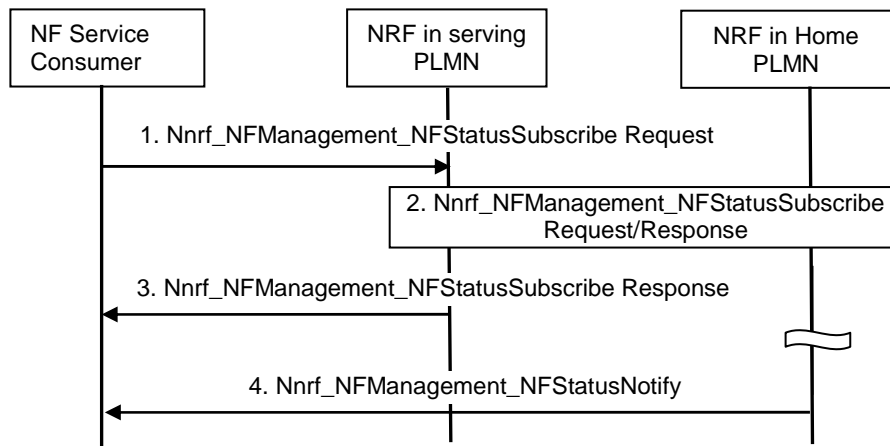 NF Service
Consumer
NRF in serving
PLMN
NRF in Home
PLMN
1. Nnrf_NFManagement_NFStatusSubscribe Request
2. Nnrf_NFManagement_NFStatusSubscribe
Request/Response
3. Nnrf_NFManagement_NFStatusSubscribe Response
4. Nnrf_NFManagement_NFStatusNotify